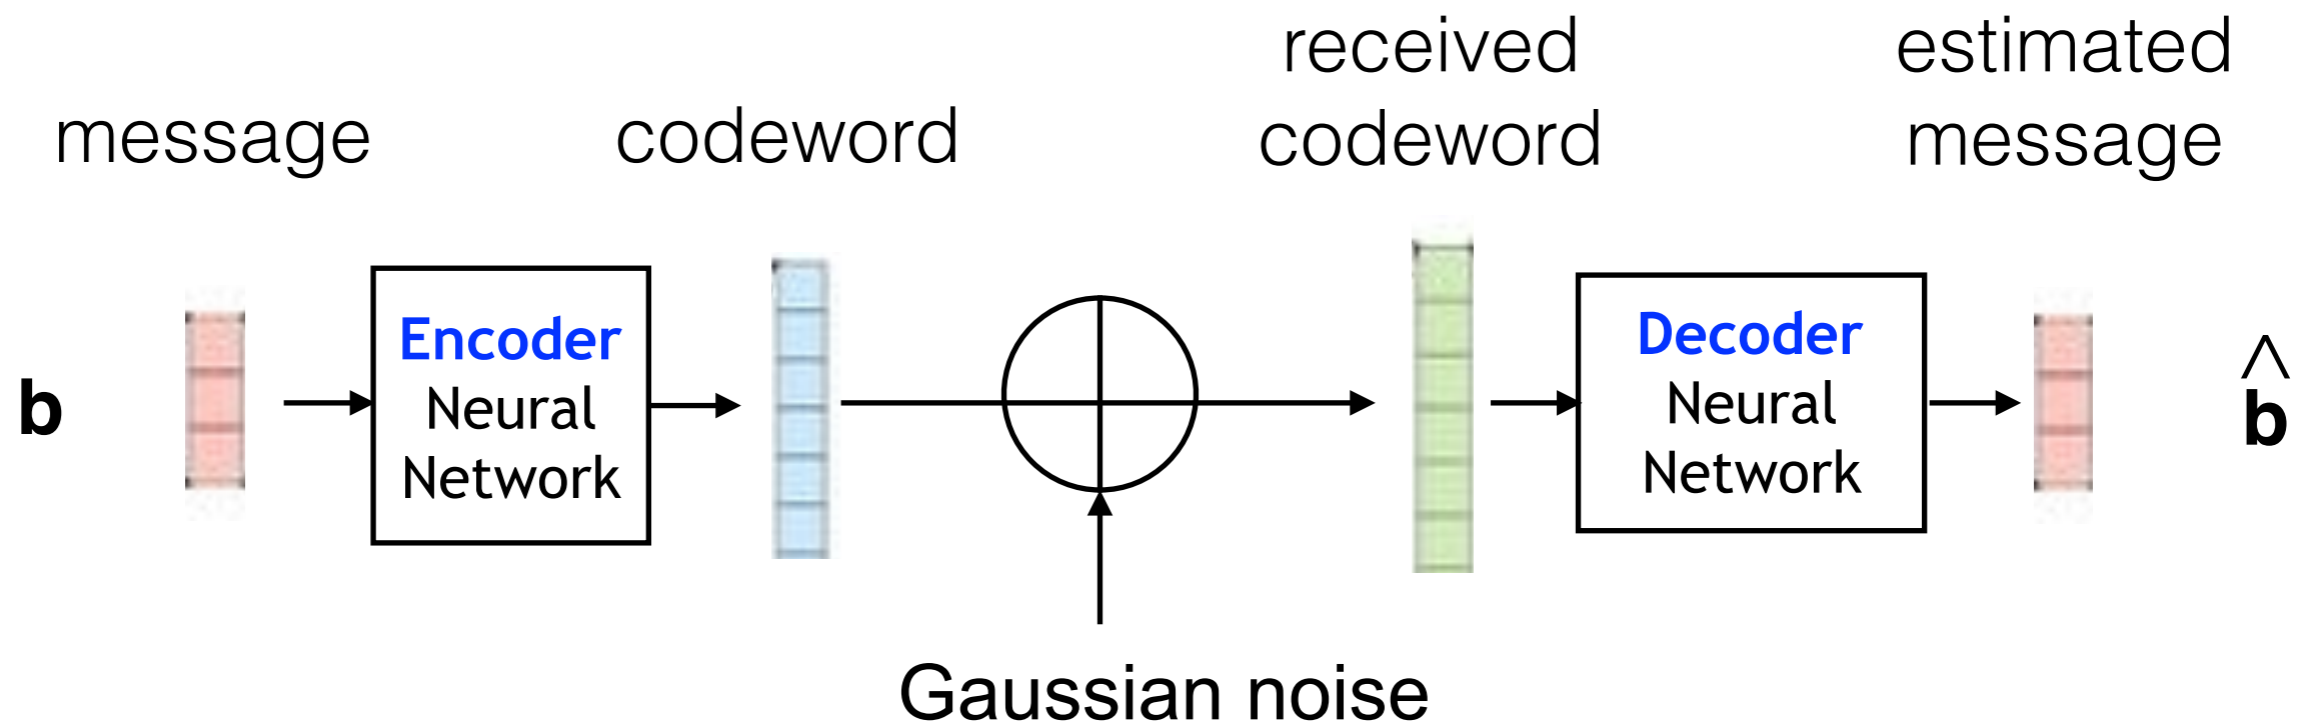 message
codeword
received
codeword
estimated
message
b
Encoder
Neural
Network
Decoder
Neural
Network
b̂
Gaussian noise